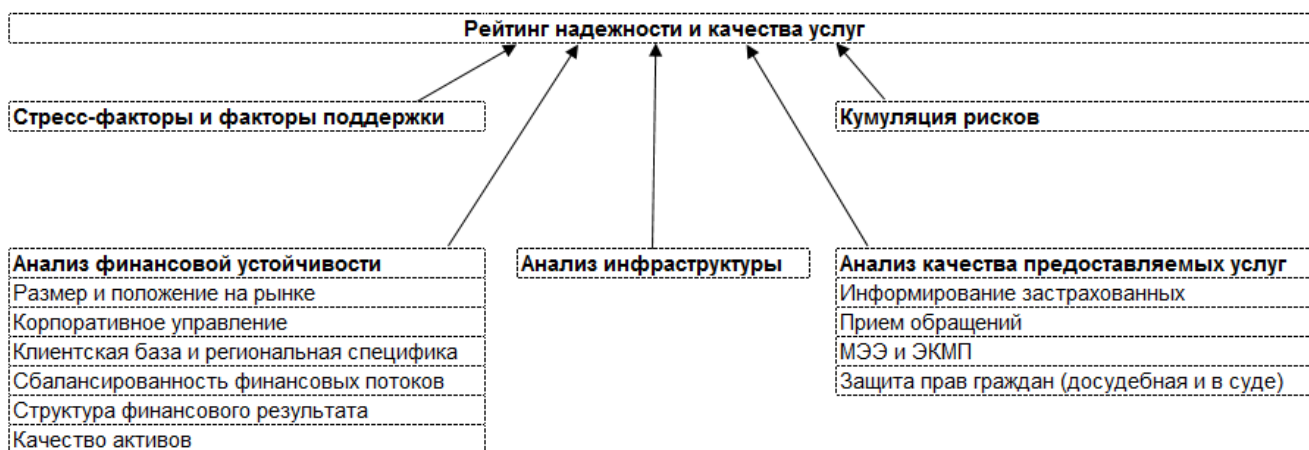 Рейтинг надежности и качества услуг
Стресс-факторы и факторы поддержки
Кумуляция рисков
Анализ финансовой устойчивости
Размер и положение на рынке
Корпоративное управление
Клиентская база и региональная специфика
Сбалансированность финансовых потоков
Структура финансового результата
Качество активов
Анализ инфраструктуры
Анализ качества предоставляемых услуг
Информирование застрахованных
Прием обращений
МЭЭ и ЭКМП
Защита прав граждан (досудебная и в суде)